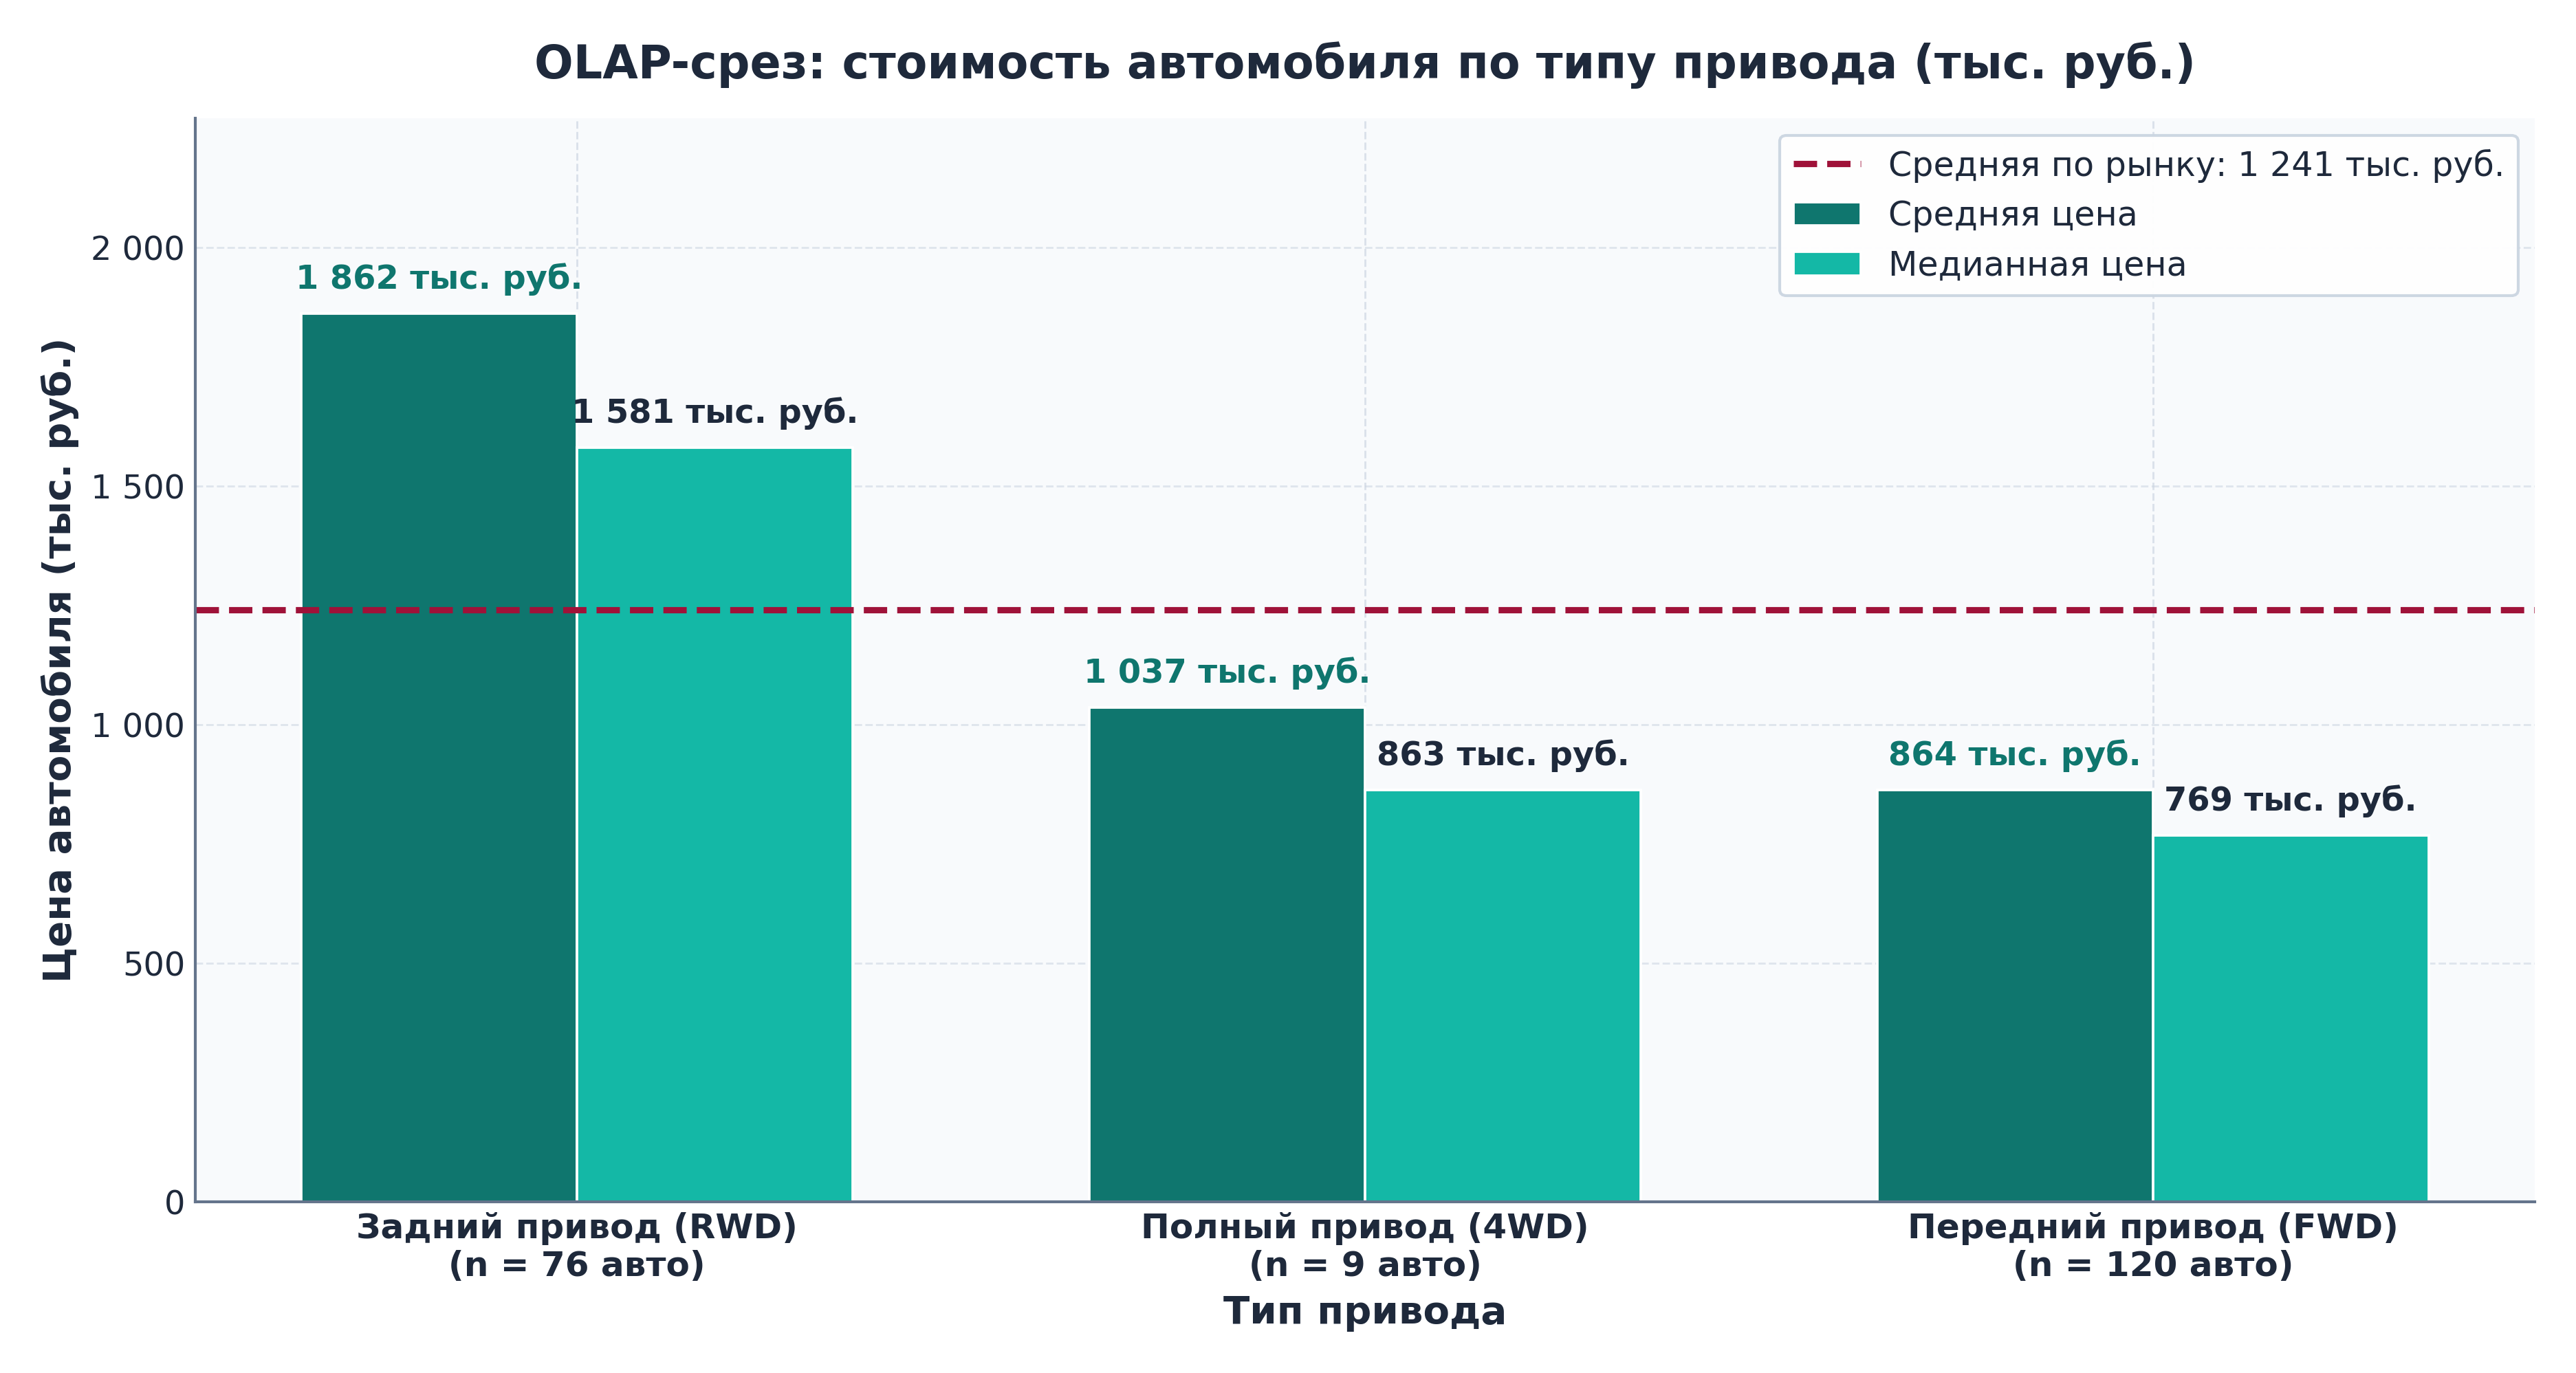 OLAP-срез: стоимость автомобиля по типу привода (тыс. руб.)
Средняя по рынку: 1 241 тыс. руб.
Средняя цена
Медианная цена
Цена автомобиля (тыс. руб.)
2 000
1 500
1 000
500
0
1 862 тыс. руб.
1 581 тыс. руб.
1 037 тыс. руб.
863 тыс. руб.
864 тыс. руб.
769 тыс. руб.
Задний привод (RWD)
(n = 76 авто)
Полный привод (4WD)
(n = 9 авто)
Передний привод (FWD)
(n = 120 авто)
Тип привода